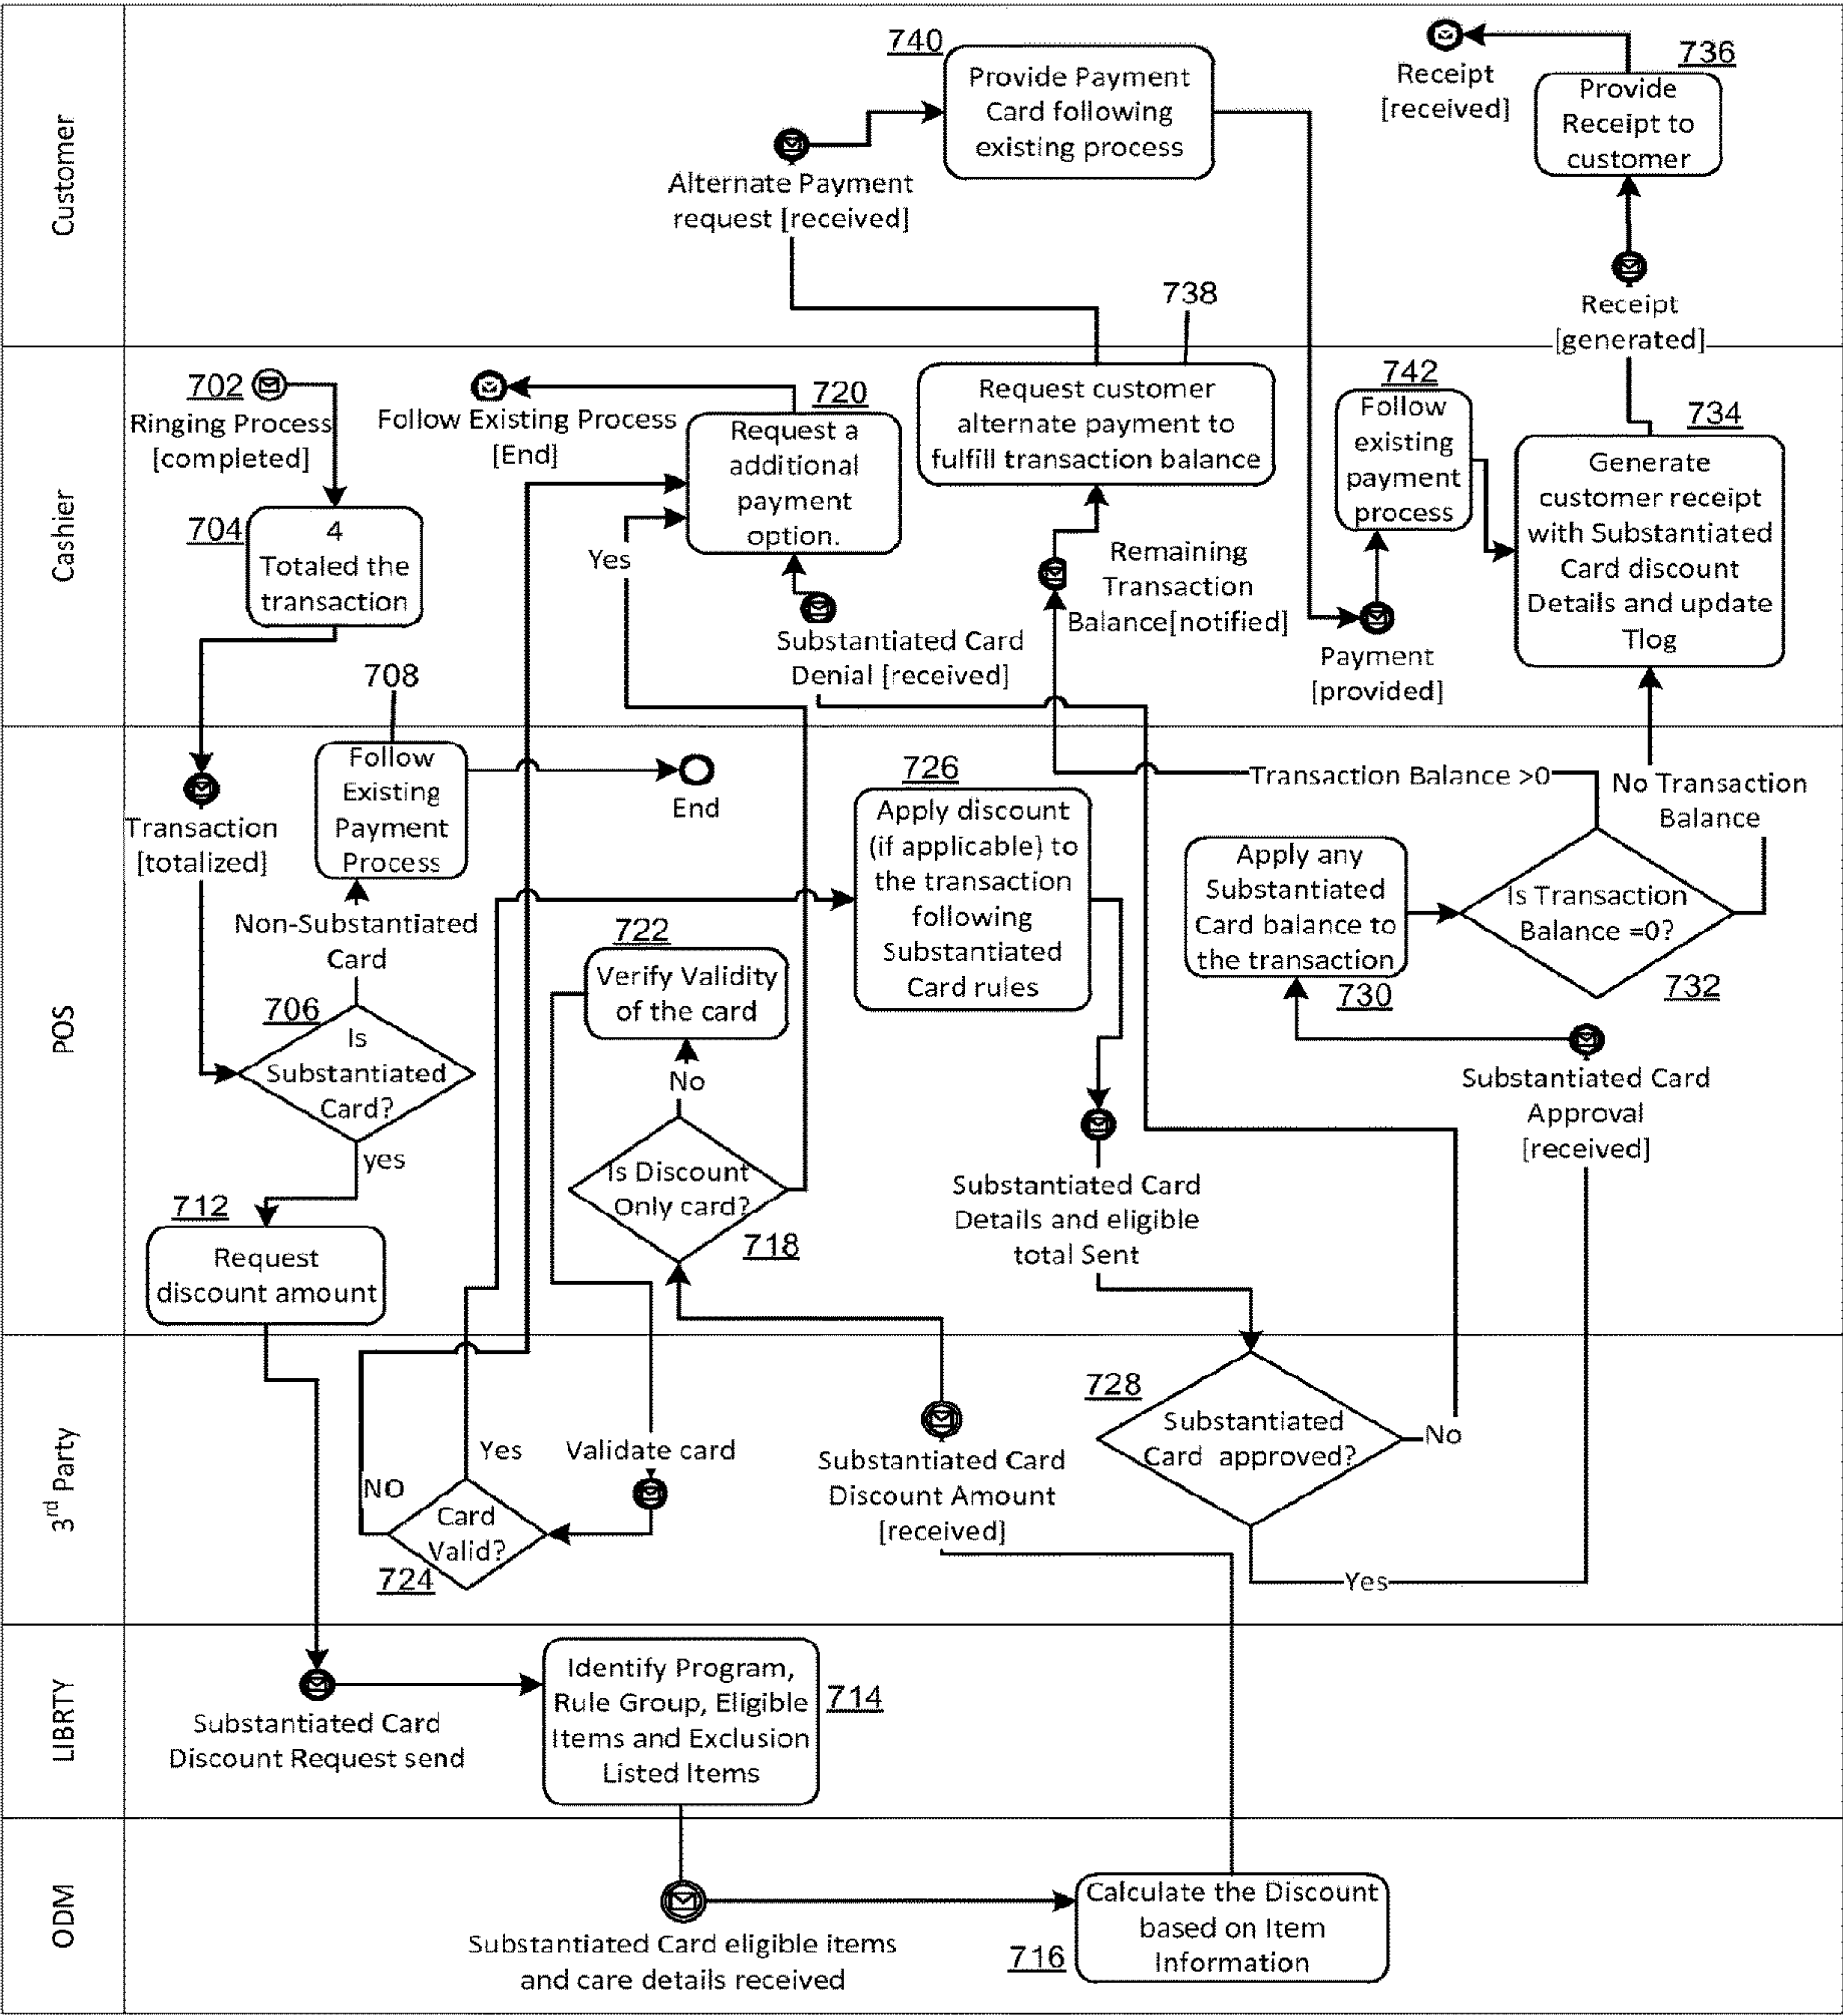 Customer
740
Provide Payment
Card following
existing process
Alternate Payment
request [received]
Receipt
[received]
736
Provide
Receipt to
customer
Receipt
[generated]
738
Cashier
702
Ringing Process
[completed]
704
4
Totaled the
transaction
Follow Existing Process
[End]
720
Request a
additional
payment
option.
Yes
Substantiated Card
Denial [received]
Request customer
alternate payment to
fulfill transaction balance
Remaining
Transaction
Balance[notified]
742
Follow
existing
payment
process
Payment
[provided]
734
Generate
customer receipt
with Substantiated
Card discount
Details and update
Tlog
POS
708
Follow
Existing
Payment
Process
End
Transaction
[totalized]
Non-Substantiated
Card
706
Is
Substantiated
Card?
yes
712
Request
discount amount
722
Verify Validity
of the card
No
Is Discount
Only card?
718
726
Apply discount
(if applicable) to
the transaction
following
Substantiated
Card rules
Substantiated Card
Details and eligible
total Sent
Transaction Balance >0
No Transaction
Balance
Apply any
Substantiated
Card balance to
the transaction
730
Is Transaction
Balance =0?
732
Substantiated Card
Approval
[received]
3rd Party
NO
Yes
Card
Valid?
724
Validate card
Substantiated Card
Discount Amount
[received]
728
Substantiated
Card approved?
No
Yes
LIBRTY
Substantiated Card
Discount Request send
Identify Program,
Rule Group, Eligible
Items and Exclusion
Listed Items
714
ODM
Substantiated Card eligible items
and care details received
716
Calculate the Discount
based on Item
Information